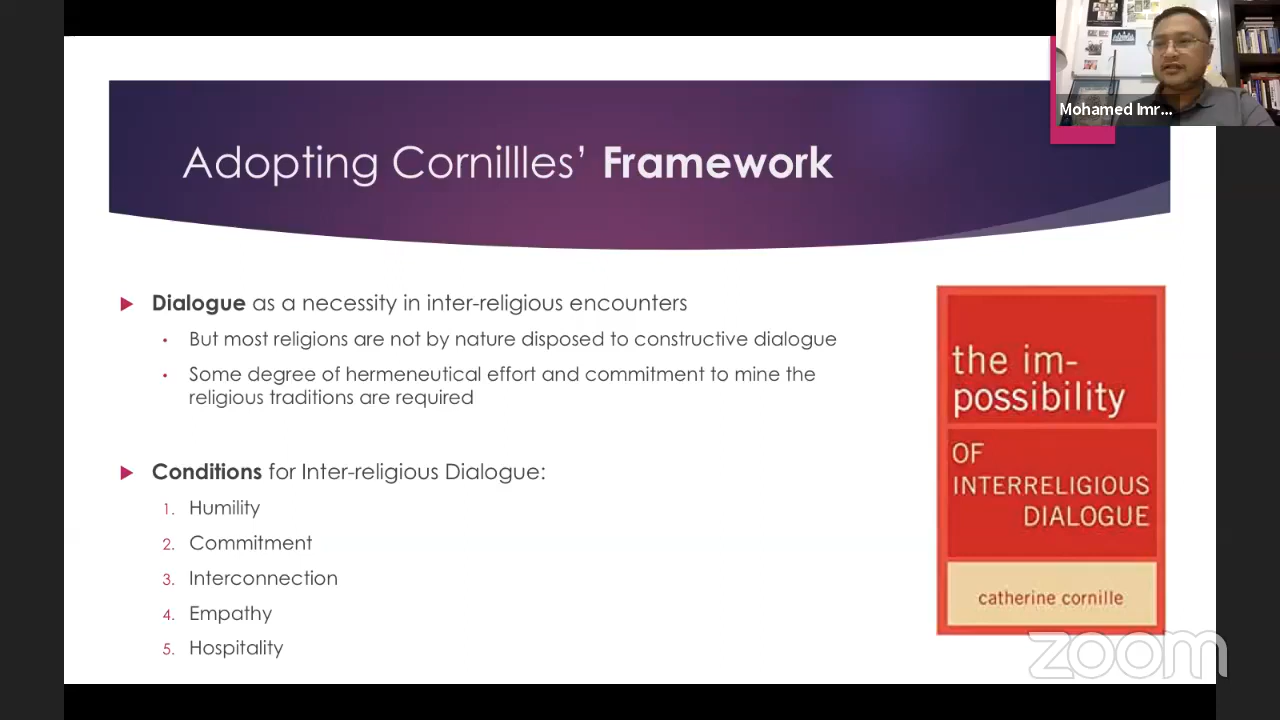 Mohamed Imr...
Adopting Cornillles’ Framework
Dialogue as a necessity in inter-religious encounters
But most religions are not by nature disposed to constructive dialogue
Some degree of hermeneutical effort and commitment to mine the
religious traditions are required
Conditions for Inter-religious Dialogue:
1. Humility
2. Commitment
3. Interconnection
4. Empathy
5. Hospitality
the im-
possibility
OF
INTERRELIGIOUS
DIALOGUE
catherine cornille
zoom